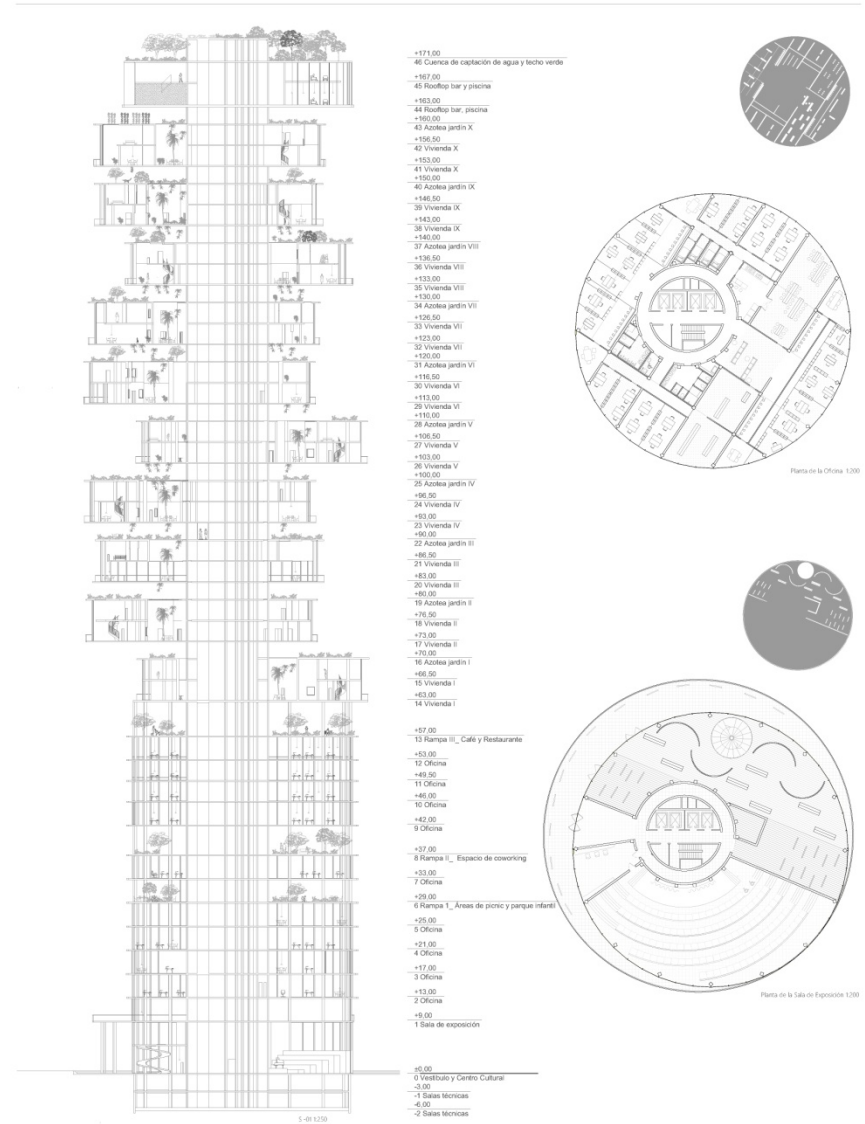 +171,00
46 Cuenca de captación de agua y techo verde
+167,00
45 Rooftop bar y piscina
+163,00
44 Rooftop bar, piscina
+160,00
43 Azotea jardín X
+156,50
42 Vivienda X
+153,00
41 Vivienda X
+150,00
40 Azotea jardín IX
+146,50
39 Vivienda IX
+143,00
38 Vivienda IX
+140,00
37 Azotea jardín VIII
+136,50
36 Vivienda VIII
+133,00
35 Vivienda VIII
+130,00
34 Azotea jardín VII
+126,50
33 Vivienda VII
+123,00
32 Vivienda VII
+120,00
31 Azotea jardín VI
+116,50
30 Vivienda VI
+113,00
29 Vivienda VI
+110,00
28 Azotea jardín V
+106,50
27 Vivienda V
+103,00
26 Vivienda V
+100,00
25 Azotea jardín IV
+96,50
24 Vivienda IV
+93,00
23 Vivienda IV
+90,00
22 Azotea jardín III
+86,50
21 Vivienda III
+83,00
20 Vivienda III
+80,00
19 Azotea jardín II
+76,50
18 Vivienda II
+73,00
17 Vivienda II
+70,00
16 Azotea jardín I
+66,50
15 Vivienda I
+63,00
14 Vivienda I
+57,00
13 Rampa III_ Café y Restaurante
+53,00
12 Oficina
+49,50
11 Oficina
+46,00
10 Oficina
+42,00
9 Oficina
+37,00
8 Rampa II_ Espacio de coworking
+33,00
7 Oficina
+29,00
6 Rampa 1_ Áreas de picnic y parque infantil
+25,00
5 Oficina
+21,00
4 Oficina
+17,00
3 Oficina
+13,00
2 Oficina
+9,00
1 Sala de exposición
±0,00
0 Vestíbulo y Centro Cultural
-3,00
-1 Salas técnicas
-6,00
-2 Salas técnicas
S -01 1:250
Planta de la Oficina 1:200
Planta de la Sala de Exposición 1:200